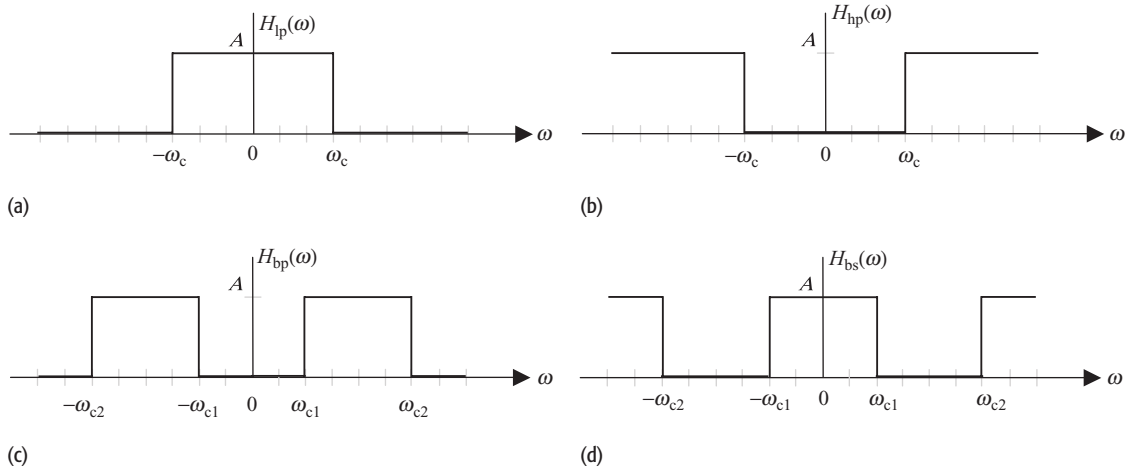 H_lp(ω)
A
ω
−ω_c 0 ω_c
(a)
H_hp(ω)
A
ω
−ω_c 0 ω_c
(b)
H_bp(ω)
A
ω
−ω_c2 −ω_c1 0 ω_c1 ω_c2
(c)
H_bs(ω)
A
ω
−ω_c2 −ω_c1 0 ω_c1 ω_c2
(d)